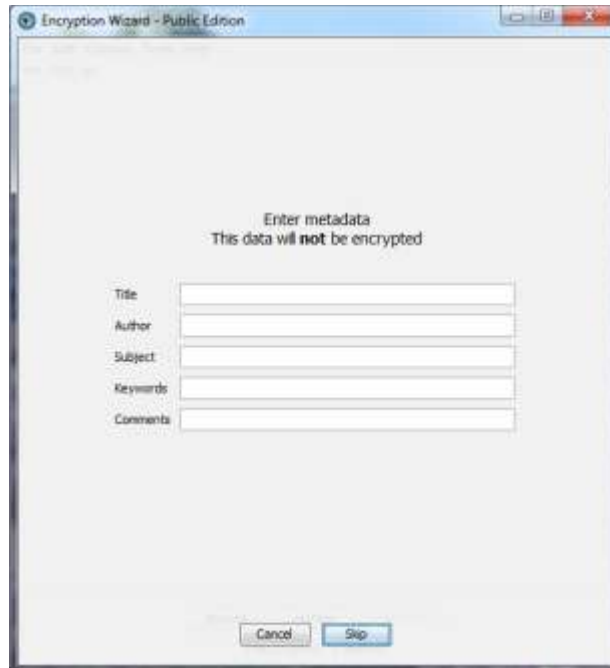 Encryption Wizard - Public Edition
Enter metadata
This data will not be encrypted
Title
Author
Subject
Keywords
Comments
Cancel
Skip